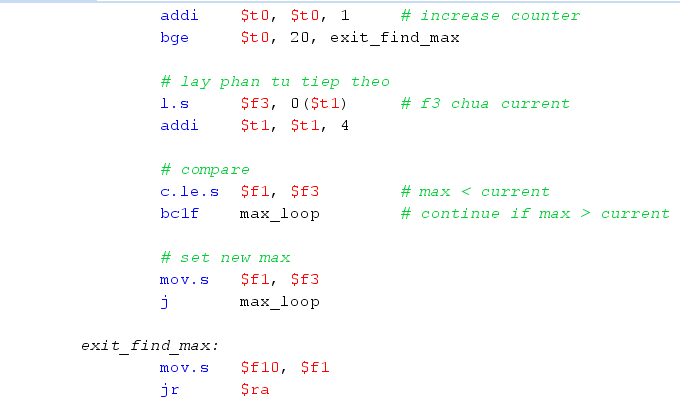 addi $t0, $t0, 1 # increase counter
bge $t0, 20, exit_find_max
# lay phan tu tiep theo
l.s $f3, 0($t1) # f3 chua current
addi $t1, $t1, 4
# compare
c.le.s $f1, $f3 # max < current
bc1f max_loop # continue if max > current
# set new max
mov.s $f1, $f3
j max_loop
exit_find_max:
mov.s $f10, $f1
jr $ra